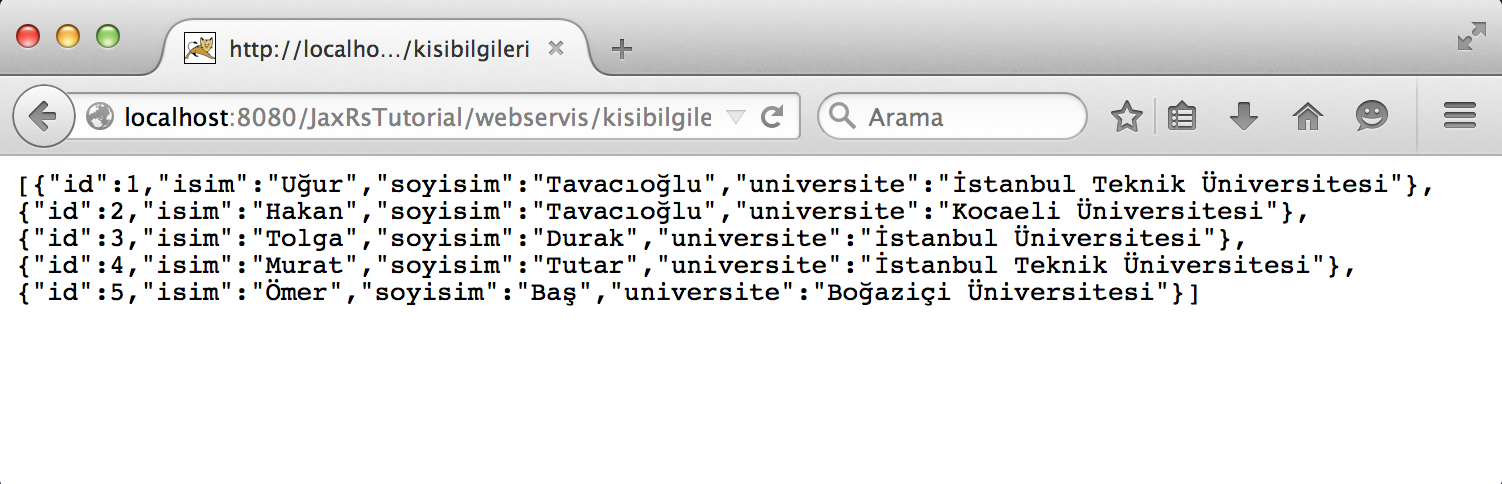 http://localho.../kisibilgileri
localhost:8080/JaxRsTutorial/webservis/kisibilgile
Arama
[{"id":1,"isim":"Uğur","soyisim":"Tavacıoğlu","universite":"İstanbul Teknik Üniversitesi"},
{"id":2,"isim":"Hakan","soyisim":"Tavacıoğlu","universite":"Kocaeli Üniversitesi"},
{"id":3,"isim":"Tolga","soyisim":"Durak","universite":"İstanbul Üniversitesi"},
{"id":4,"isim":"Murat","soyisim":"Tutar","universite":"İstanbul Teknik Üniversitesi"},
{"id":5,"isim":"Ömer","soyisim":"Baş","universite":"Boğaziçi Üniversitesi"}]